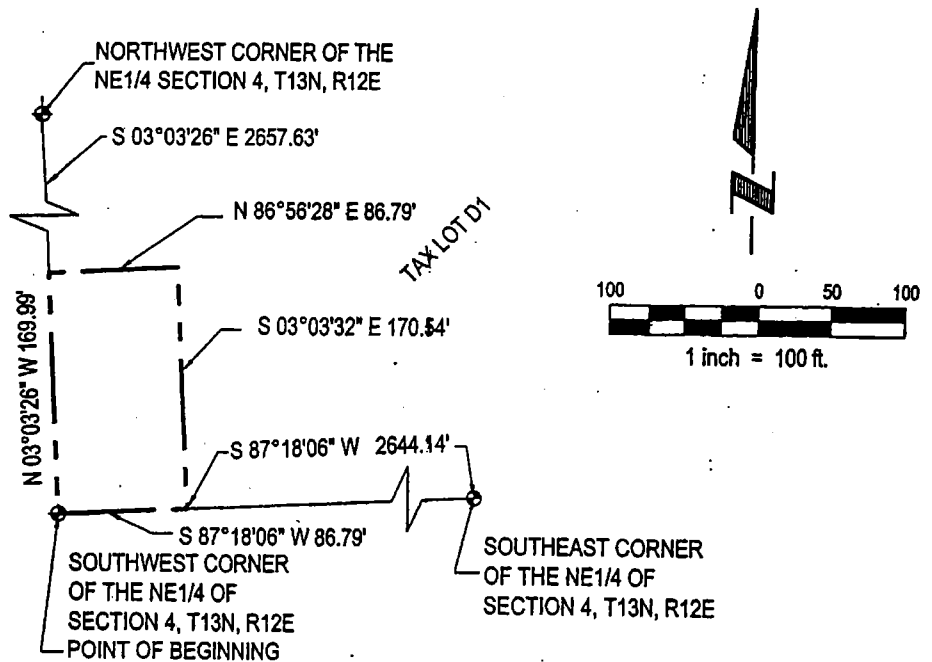 NORTHWEST CORNER OF THE
NE1/4 SECTION 4, T13N, R12E
S 03°03'26" E 2657.63'
N 86°56'28" E 86.79'
TAX LOT D1
100 0 50 100
1 inch = 100 ft.
S 03°03'32" E 170.54'
N 03°03'26" W 169.99'
S 87°18'06" W 2644.14'
S 87°18'06" W 86.79'
SOUTHWEST CORNER
OF THE NE1/4 OF
SECTION 4, T13N, R12E
POINT OF BEGINNING
SOUTHEAST CORNER
OF THE NE1/4 OF
SECTION 4, T13N, R12E